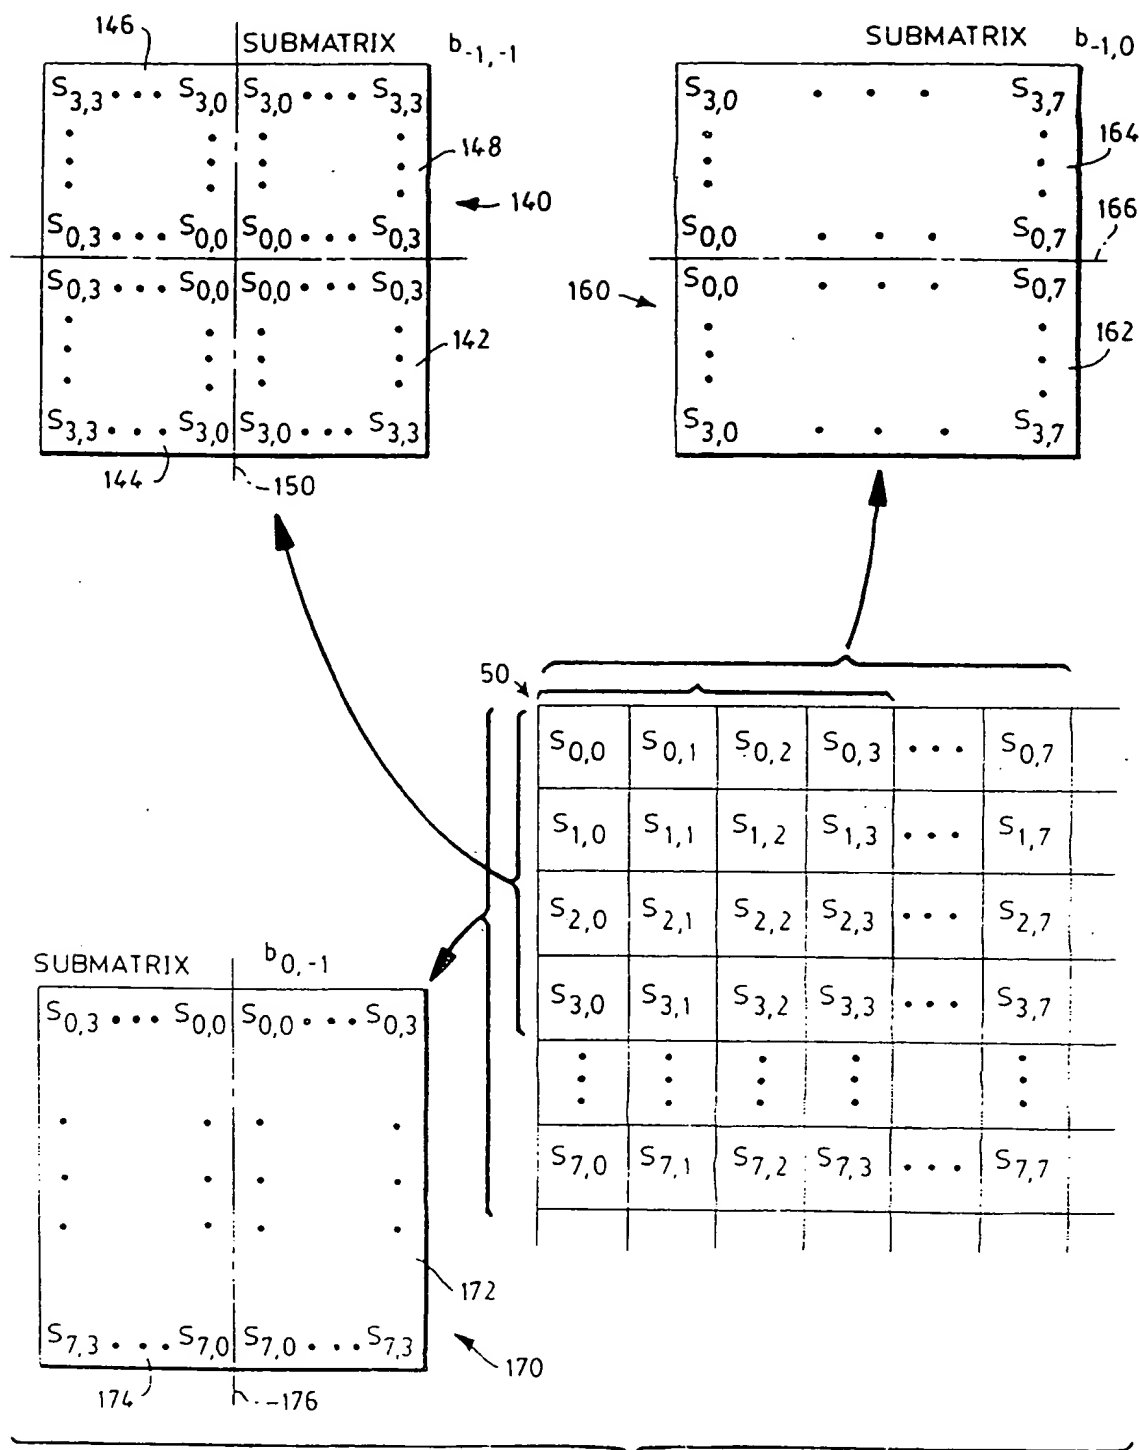 146
SUBMATRIX b-1,-1
S3,3 ... S3,0 S3,0 ... S3,3
148
140
S0,3 ... S0,0 S0,0 ... S0,3
S0,3 ... S0,0 S0,0 ... S0,3
142
S3,3 ... S3,0 S3,0 ... S3,3
144
150
SUBMATRIX b-1,0
S3,0 . . . S3,7
164
166
S0,0 . . . S0,7
S0,0 . . . S0,7
160
162
S3,0 . . . S3,7
50
S0,0 S0,1 S0,2 S0,3 ... S0,7
S1,0 S1,1 S1,2 S1,3 ... S1,7
S2,0 S2,1 S2,2 S2,3 ... S2,7
S3,0 S3,1 S3,2 S3,3 ... S3,7
S7,0 S7,1 S7,2 S7,3 ... S7,7
SUBMATRIX b0,-1
S0,3 ... S0,0 S0,0 ... S0,3
172
S7,3 ... S7,0 S7,0 ... S7,3
170
174
176